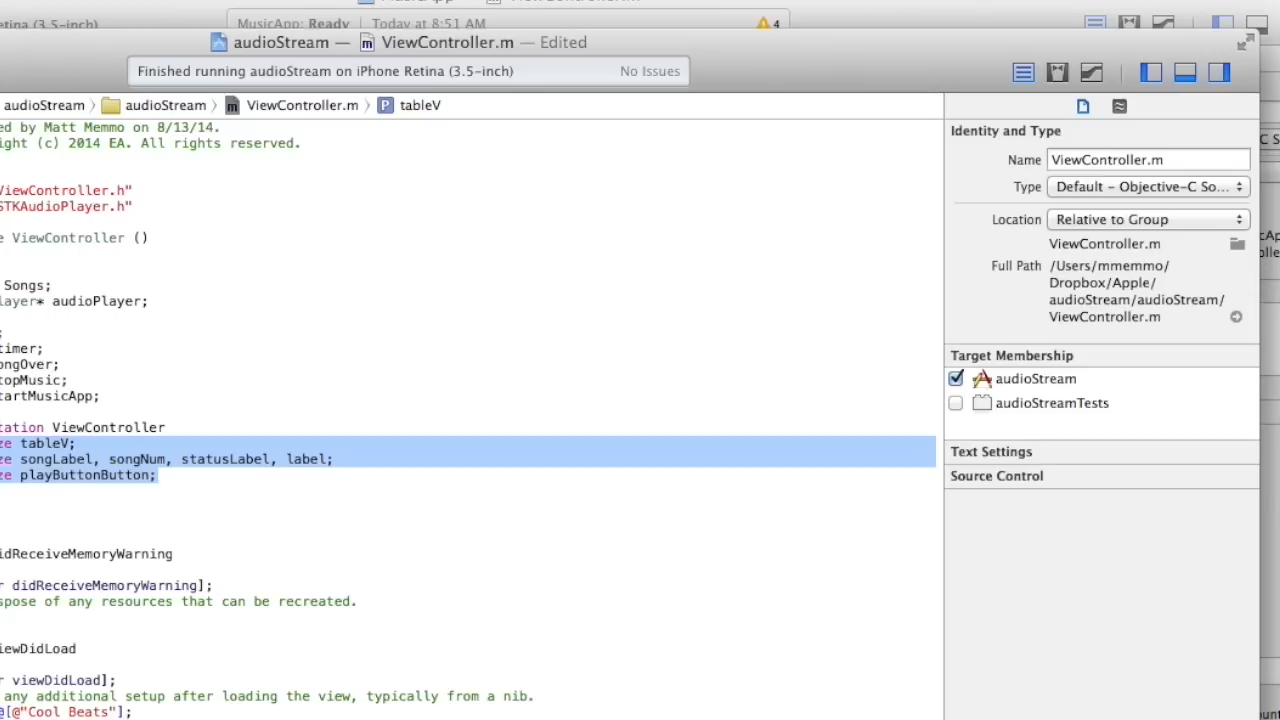 MusicApp: Ready | Today at 8:51 AM
4
audioStream — ViewController.m — Edited
Finished running audioStream on iPhone Retina (3.5-inch) No Issues
audioStream 〉 audioStream 〉 ViewController.m 〉 P tableV
ed by Matt Memmo on 8/13/14.
ight (c) 2014 EA. All rights reserved.
ViewController.h"
STKAudioPlayer.h"
e ViewController ()
Songs;
layer* audioPlayer;
;
timer;
ongOver;
topMusic;
tartMusicApp;
tation ViewController
ze tableV;
ze songLabel, songNum, statusLabel, label;
ze playButtonButton;
idReceiveMemoryWarning
r didReceiveMemoryWarning];
spose of any resources that can be recreated.
iewDidLoad
r viewDidLoad];
any additional setup after loading the view, typically from a nib.
@[@"Cool Beats"];
Identity and Type
Name ViewController.m
Type Default - Objective-C So...
Location Relative to Group
ViewController.m
Full Path /Users/mmemmo/
Dropbox/Apple/
audioStream/audioStream/
ViewController.m
Target Membership
audioStream
audioStreamTests
Text Settings
Source Control